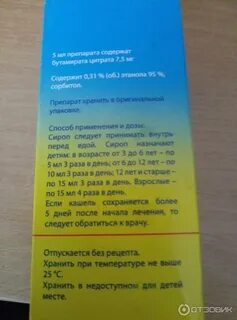 5 мл препарата содержат
бутамирата цитрата 7,5 мг
Содержит 0,31 % (об.) этанола 95 %,
сорбитол.
Препарат хранить в оригинальной
упаковке.
Способ применения и дозы:
Сироп следует принимать внутрь
перед едой. Сироп назначают
детям: в возрасте от 3 до 6 лет – по
5 мл 3 раза в день, от 6 до 12 лет – по
10 мл 3 раза в день; 12 лет и старше –
по 15 мл 3 раза в день. Взрослые –
по 15 мл 4 раза в день.
Если кашель сохраняется более
5 дней после начала лечения, то
следует обратиться к врачу.
Отпускается без рецепта.
Хранить при температуре не выше
25 °С.
Хранить в недоступном для детей
месте.
ОТЗОВИК